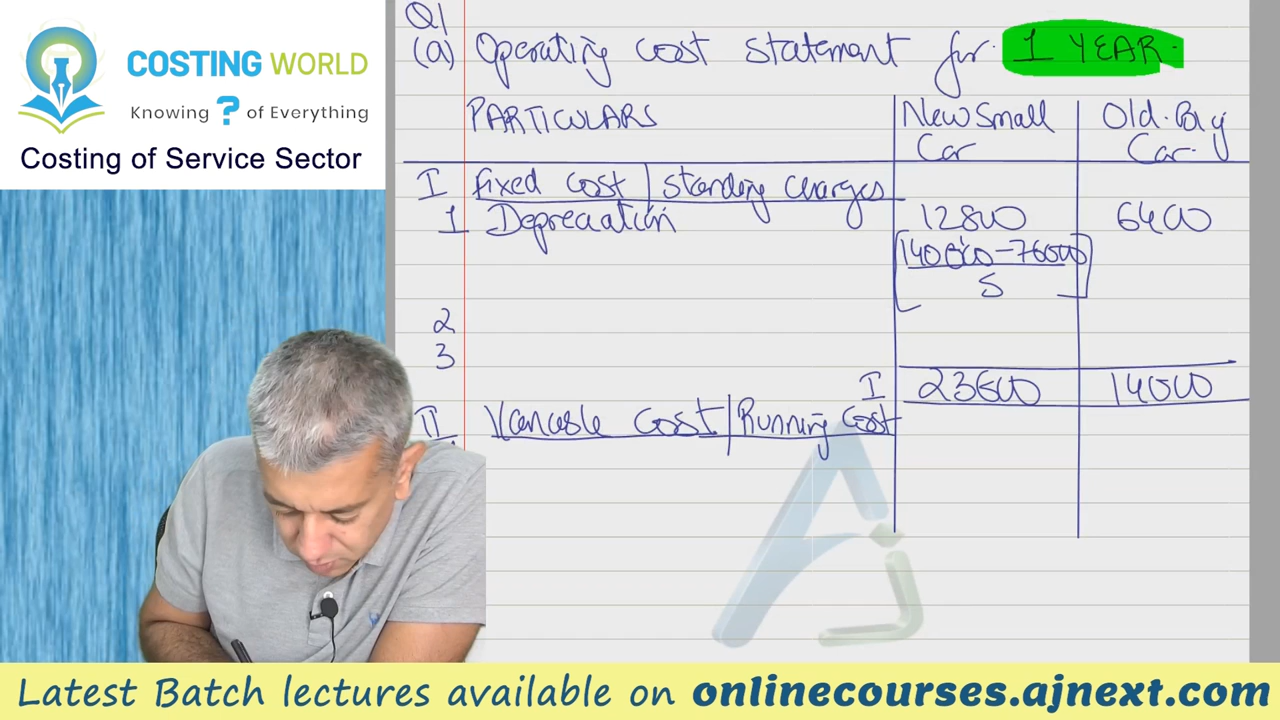 COSTING WORLD
Knowing ? of Everything
Costing of Service Sector
Q1
(a) Operating cost statement for 1 YEAR.
PARTICULARS
New Small Car
Old Big Car.
I Fixed cost | standing charges
1 Depreciation 12800 6400
[140000 - 76000 / 5]
2
3
I 23600 14000
II Variable Cost | Running Cost
AJ
Latest Batch lectures available on onlinecourses.ajnext.com